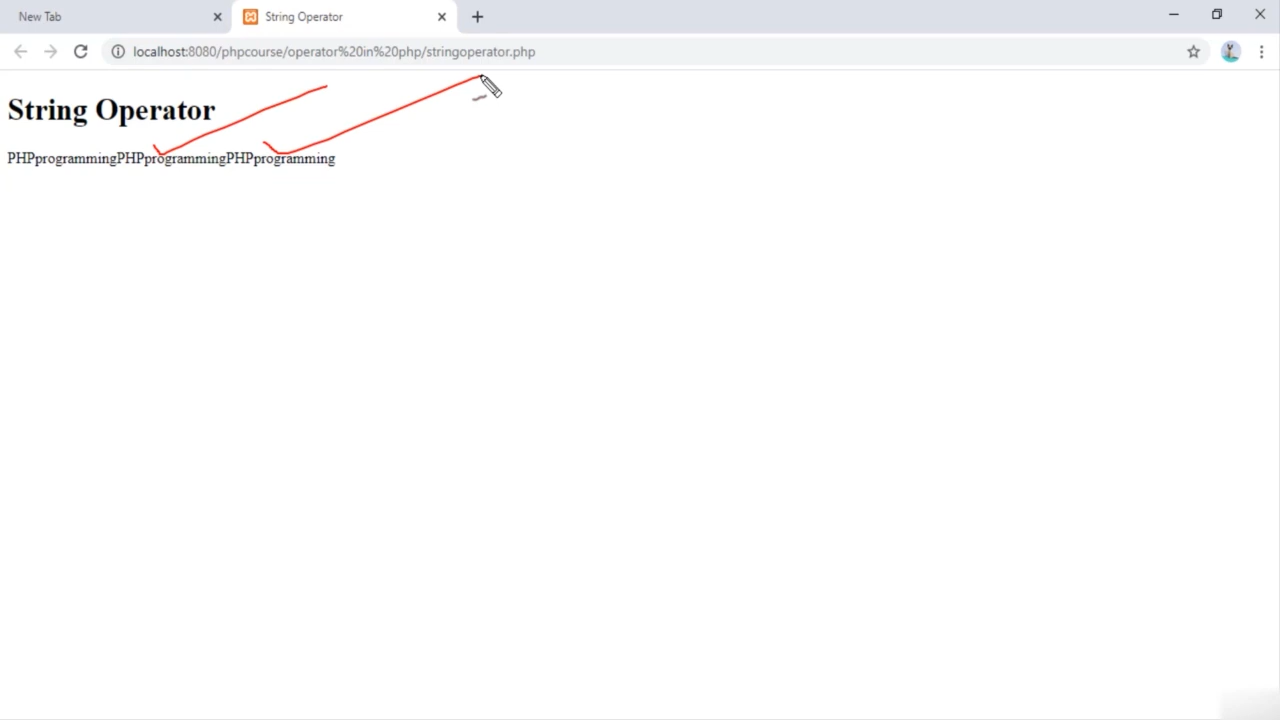 New Tab
String Operator
localhost:8080/phpcourse/operator%20in%20php/stringoperator.php
String Operator
PHPprogrammingPHPprogrammingPHPprogramming